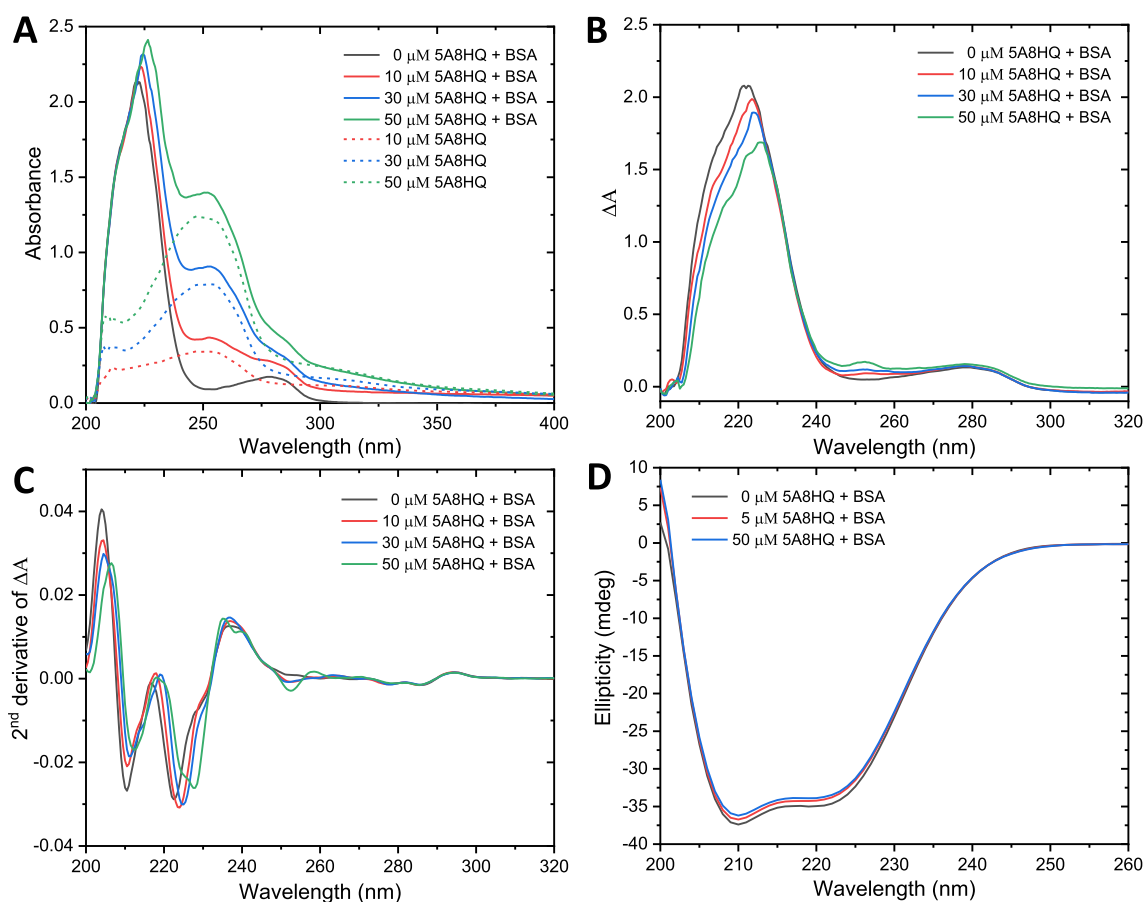 A
2.5
2.0
1.5
1.0
0.5
0.0
Absorbance
200
250
300
350
400
Wavelength (nm)
0 μM 5A8HQ + BSA
10 μM 5A8HQ + BSA
30 μM 5A8HQ + BSA
50 μM 5A8HQ + BSA
10 μM 5A8HQ
30 μM 5A8HQ
50 μM 5A8HQ
B
2.5
2.0
1.5
1.0
0.5
0.0
ΔA
200
220
240
260
280
300
320
Wavelength (nm)
0 μM 5A8HQ + BSA
10 μM 5A8HQ + BSA
30 μM 5A8HQ + BSA
50 μM 5A8HQ + BSA
C
0.04
0.02
0.00
-0.02
-0.04
2nd derivative of ΔA
200
220
240
260
280
300
320
Wavelength (nm)
0 μM 5A8HQ + BSA
10 μM 5A8HQ + BSA
30 μM 5A8HQ + BSA
50 μM 5A8HQ + BSA
D
10
5
0
-5
-10
-15
-20
-25
-30
-35
-40
Ellipticity (mdeg)
200
210
220
230
240
250
260
Wavelength (nm)
0 μM 5A8HQ + BSA
5 μM 5A8HQ + BSA
50 μM 5A8HQ + BSA